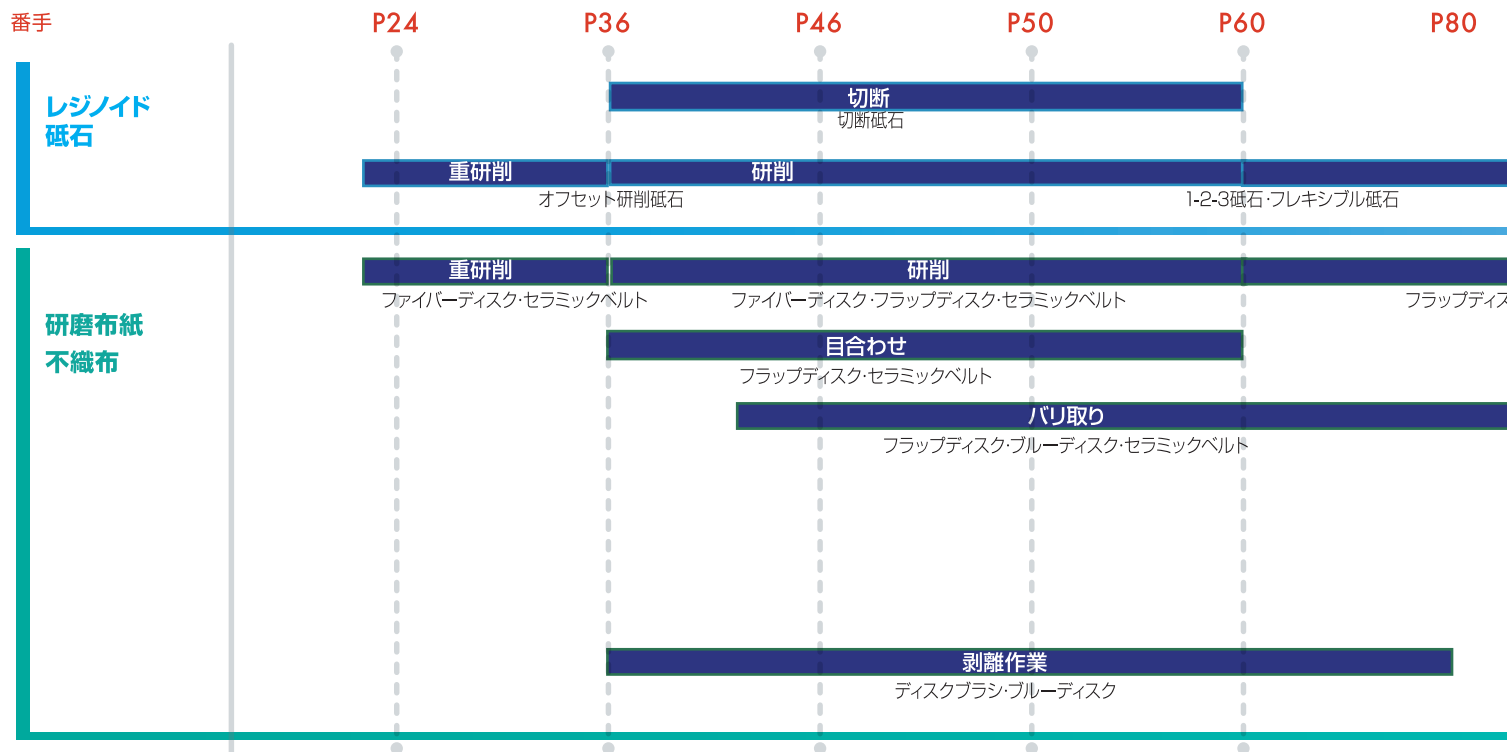 番手 P24 P36 P46 P50 P60 P80
レジノイド
砥石
切断
切断砥石
重研削 研削
オフセット研削砥石 1-2-3砥石・フレキシブル砥石
研磨布紙
不織布
重研削 研削
ファイバーディスク・セラミックベルト ファイバーディスク・フラップディスク・セラミックベルト フラップディス
目合わせ
フラップディスク・セラミックベルト
バリ取り
フラップディスク・ブルーディスク・セラミックベルト
剥離作業
ディスクブラシ・ブルーディスク